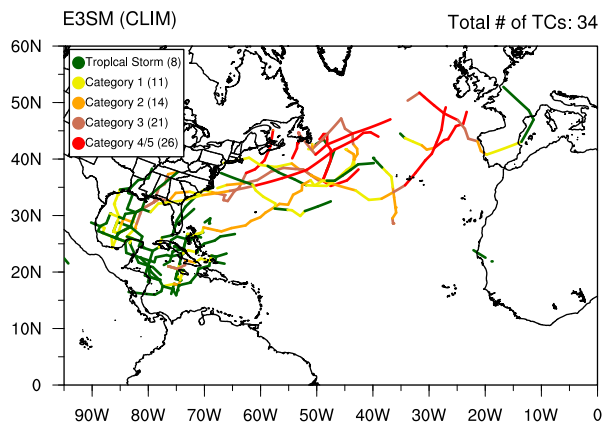 E3SM (CLIM)
Total # of TCs: 34
60N
Tropical Storm (8)
Category 1 (11)
Category 2 (14)
Category 3 (21)
Category 4/5 (26)
50N
40N
30N
20N
10N
0
90W 80W 70W 60W 50W 40W 30W 20W 10W 0